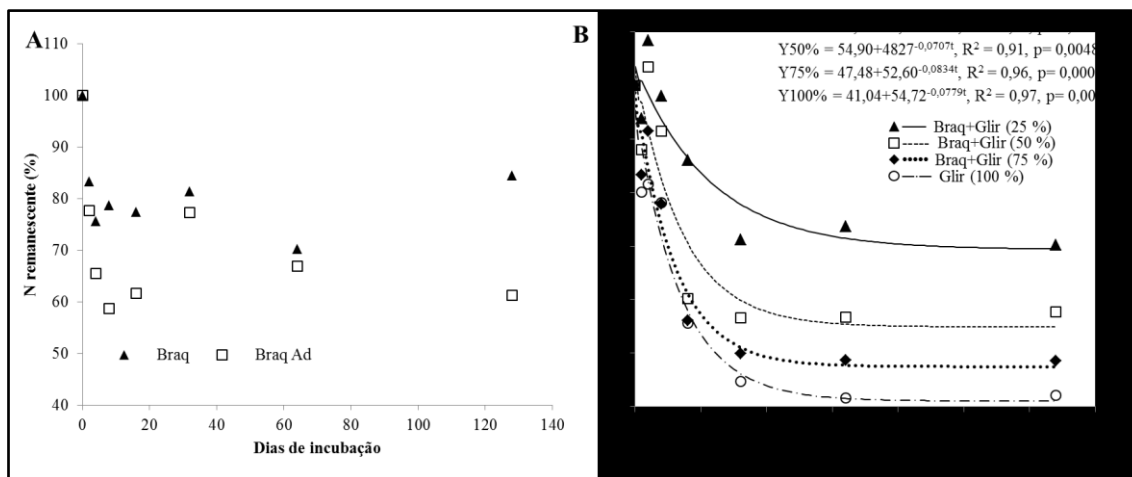 A
110
100
90
80
70
60
50
40
N remanescente (%)
Braq
Braq Ad
0
20
40
60
80
100
120
140
Dias de incubação
B
Y50% = 54,90+4827-0,0707t, R2 = 0,91, p= 0,0048
Y75% = 47,48+52,60-0,0834t, R2 = 0,96, p= 0,000
Y100% = 41,04+54,72-0,0779t, R2 = 0,97, p= 0,00
Braq+Glir (25 %)
Braq+Glir (50 %)
Braq+Glir (75 %)
Glir (100 %)